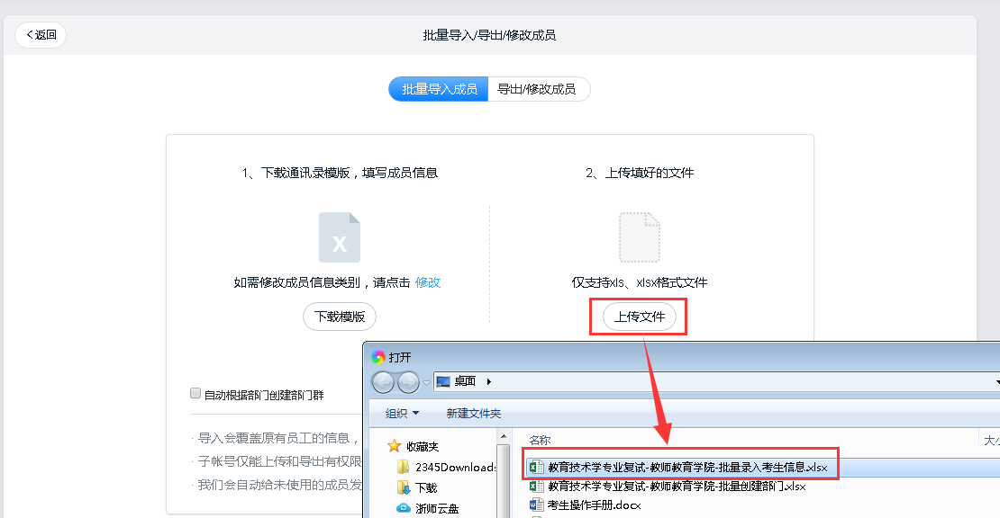 返回
批量导入/导出/修改成员
批量导入成员
导出/修改成员
1、下载通讯录模版，填写成员信息
2、上传填好的文件
X
如需修改成员信息类别，请点击 修改
仅支持xls、xlsx格式文件
下载模版
上传文件
打开
桌面
自动根据部门创建部门群
组织
新建文件夹
· 导入会覆盖原有员工的信息，
· 子帐号仅能上传和导出有权限
· 我们会自动给未使用的成员发
收藏夹
2345Downloads
下载
浙师云盘
名称
大小
教育技术学专业复试-教师教育学院-批量录入考生信息.xlsx
教育技术学专业复试-教师教育学院-批量创建部门.xlsx
考生操作手册.docx